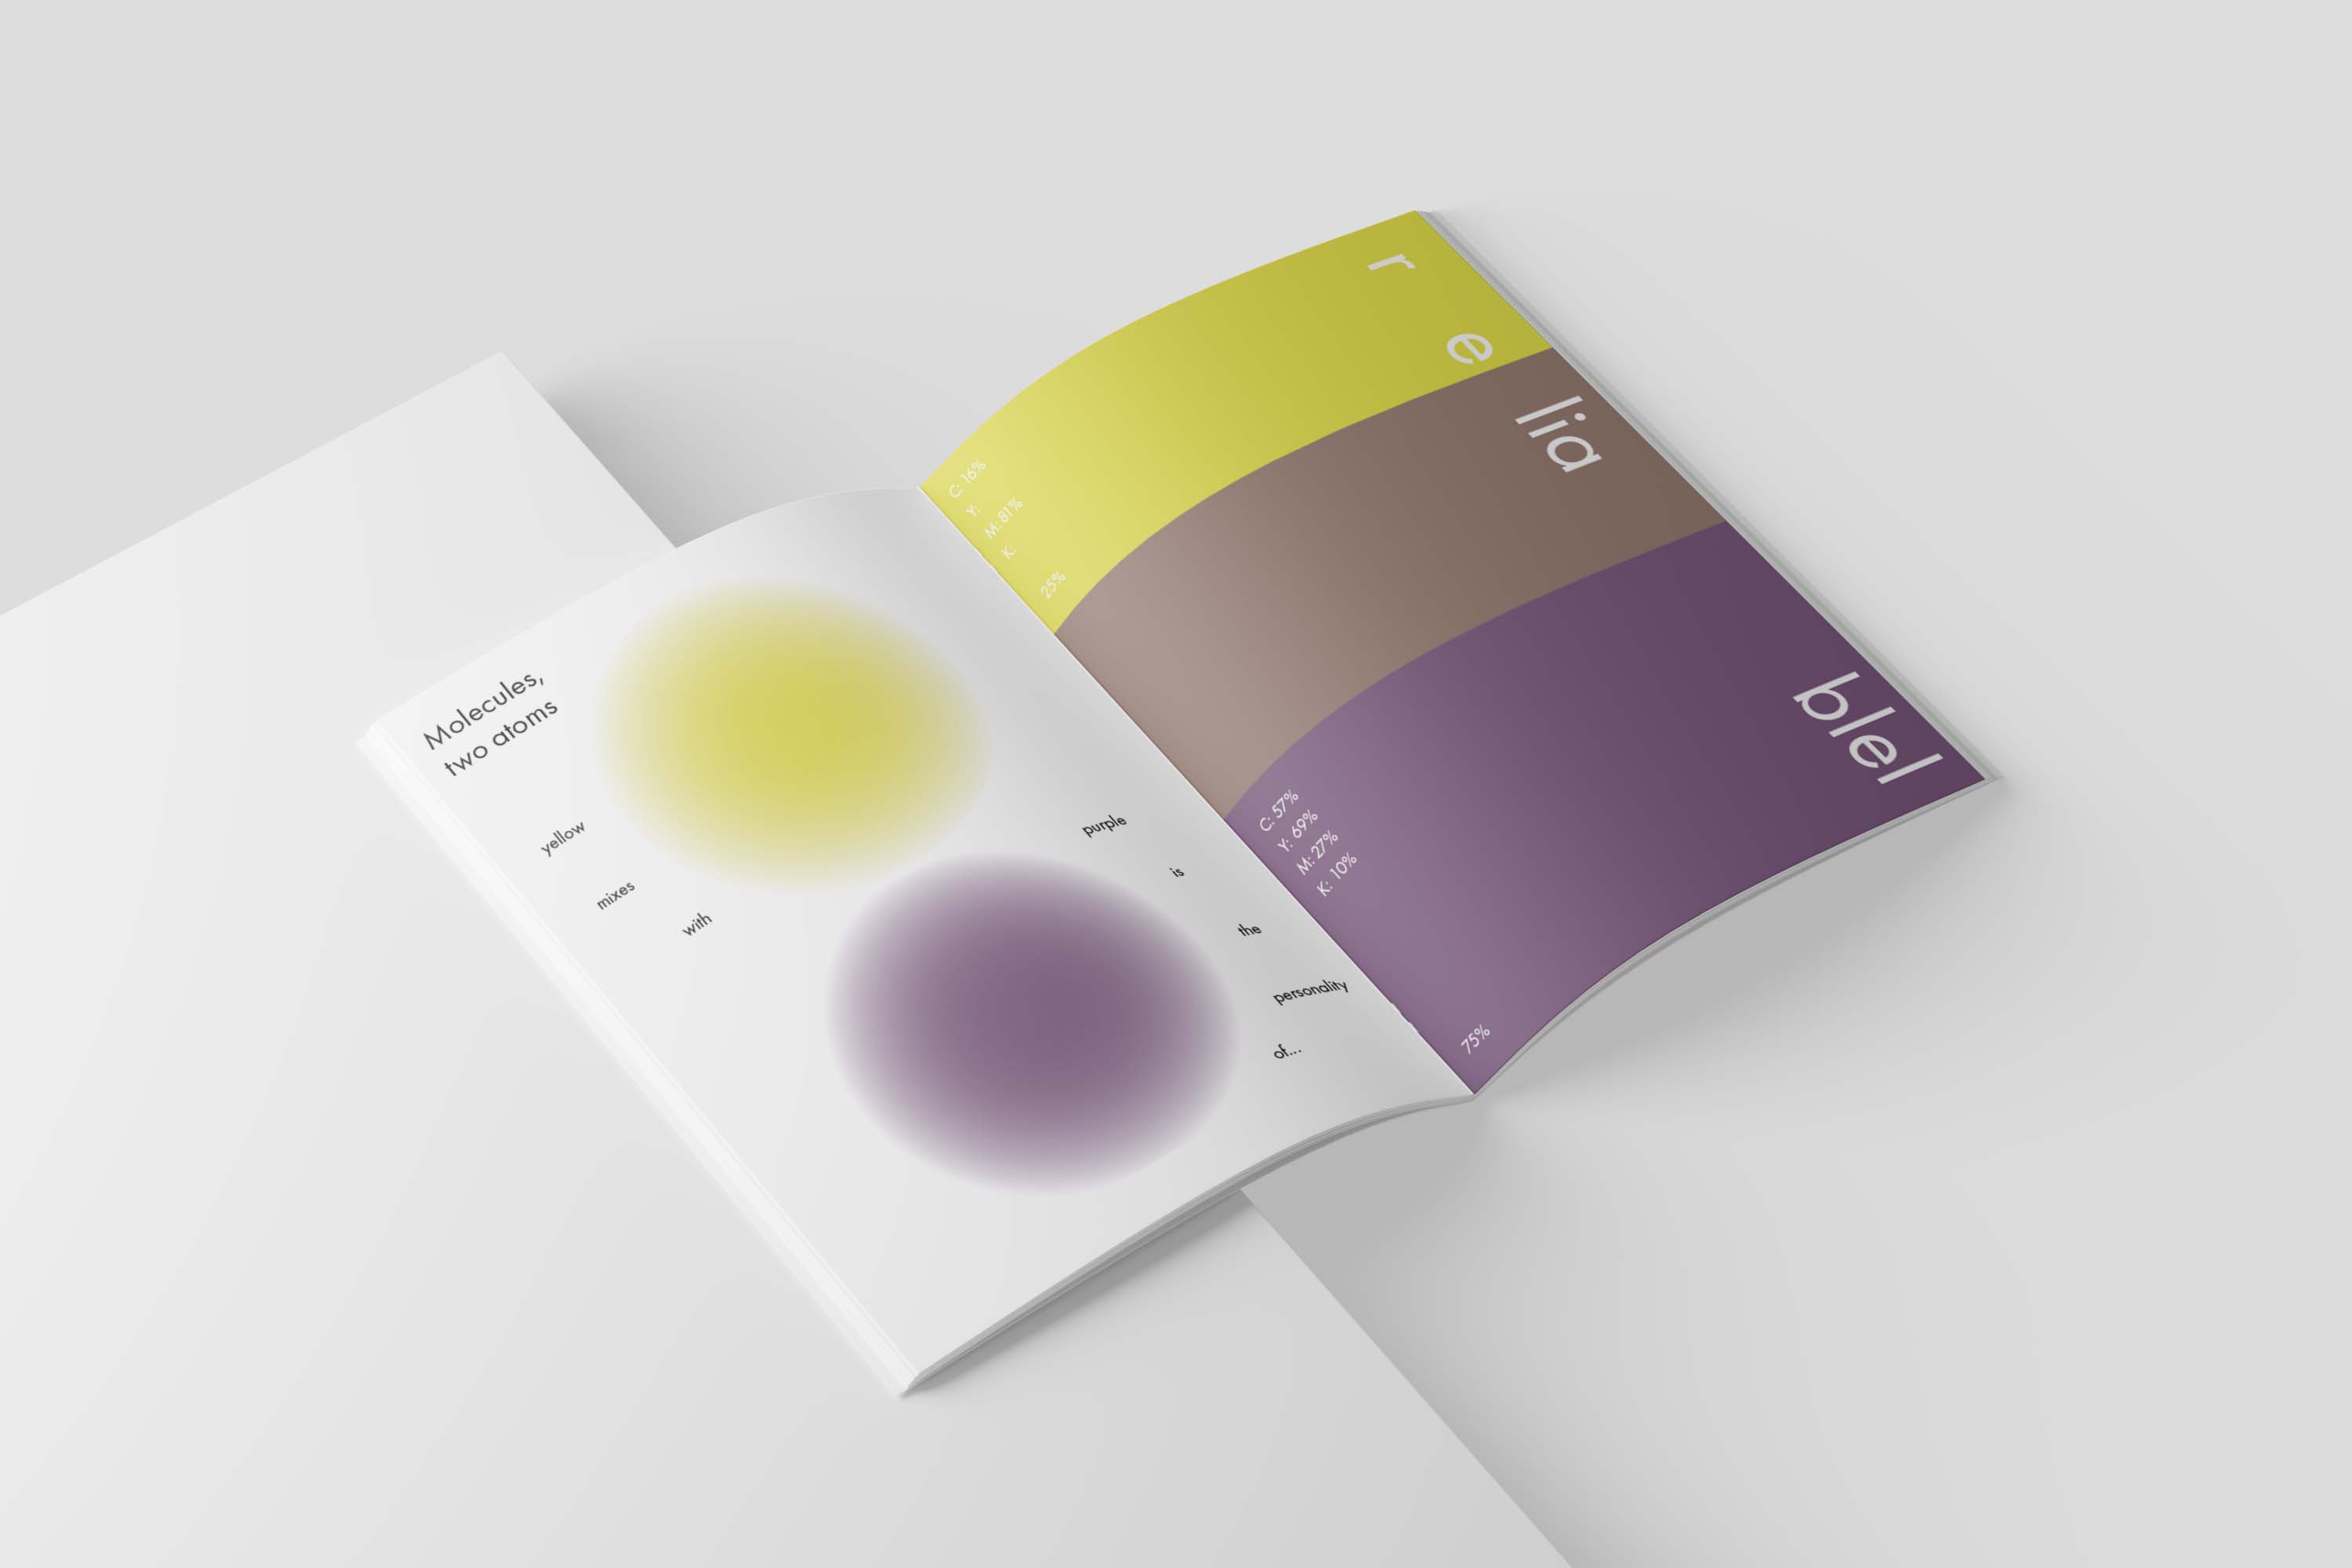 Molecules,
two atoms
yellow
mixes
with
purple
is
the
personality
of...
C: 16%
Y:
M: 81%
K:
25%
C: 57%
Y: 69%
M: 27%
K: 10%
75%
r
e
lia
blel